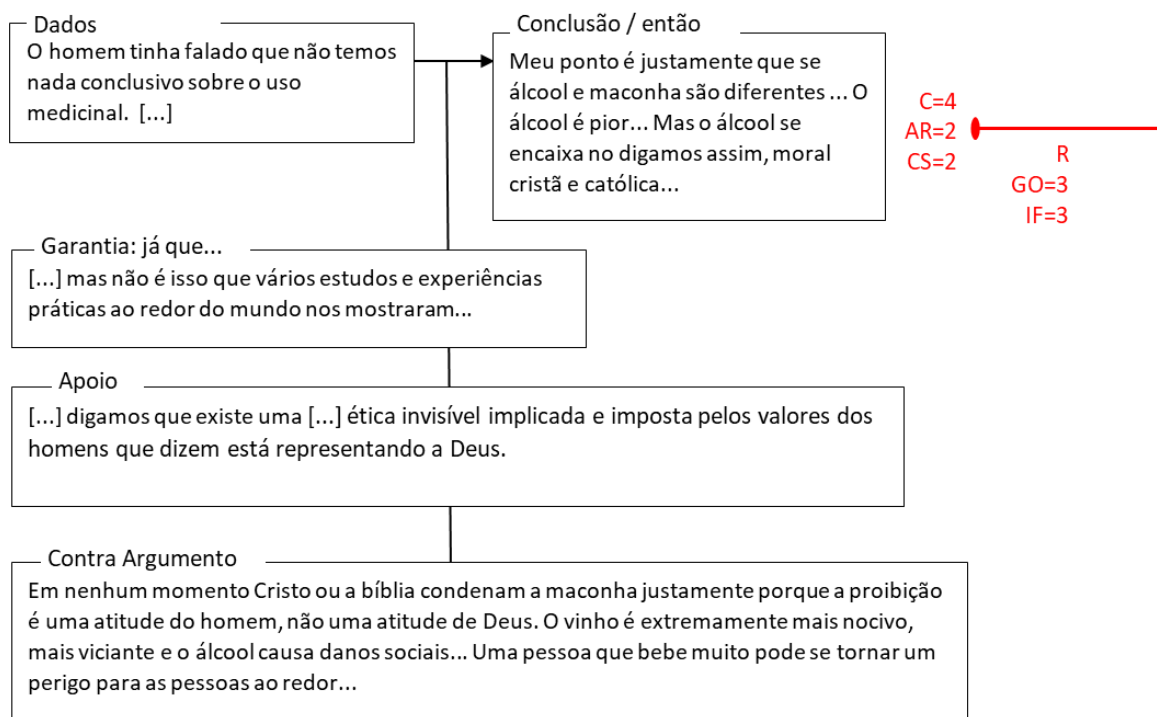 Dados
O homem tinha falado que não temos
nada conclusivo sobre o uso
medicinal. [...]
Conclusão / então
Meu ponto é justamente que se
álcool e maconha são diferentes ... O
álcool é pior... Mas o álcool se
encaixa no digamos assim, moral
cristã e católica...
C=4
AR=2
CS=2
R
GO=3
IF=3
Garantia: já que...
[...] mas não é isso que vários estudos e experiências
práticas ao redor do mundo nos mostraram...
Apoio
[...] digamos que existe uma [...] ética invisível implicada e imposta pelos valores dos
homens que dizem está representando a Deus.
Contra Argumento
Em nenhum momento Cristo ou a bíblia condenam a maconha justamente porque a proibição
é uma atitude do homem, não uma atitude de Deus. O vinho é extremamente mais nocivo,
mais viciante e o álcool causa danos sociais... Uma pessoa que bebe muito pode se tornar um
perigo para as pessoas ao redor...